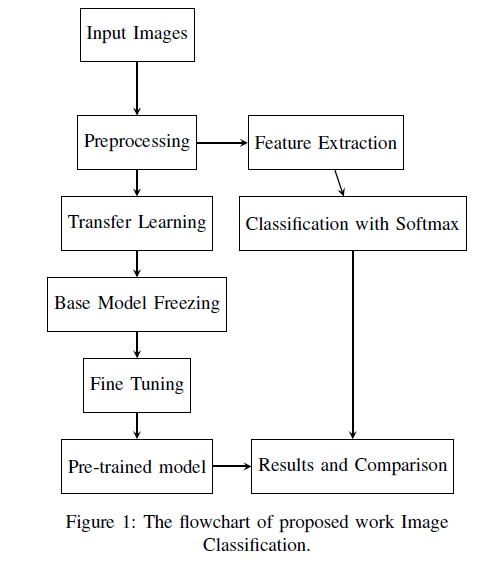 Input Images
Preprocessing
Feature Extraction
Transfer Learning
Classification with Softmax
Base Model Freezing
Fine Tuning
Pre-trained model
Results and Comparison
Figure 1: The flowchart of proposed work Image
Classification.